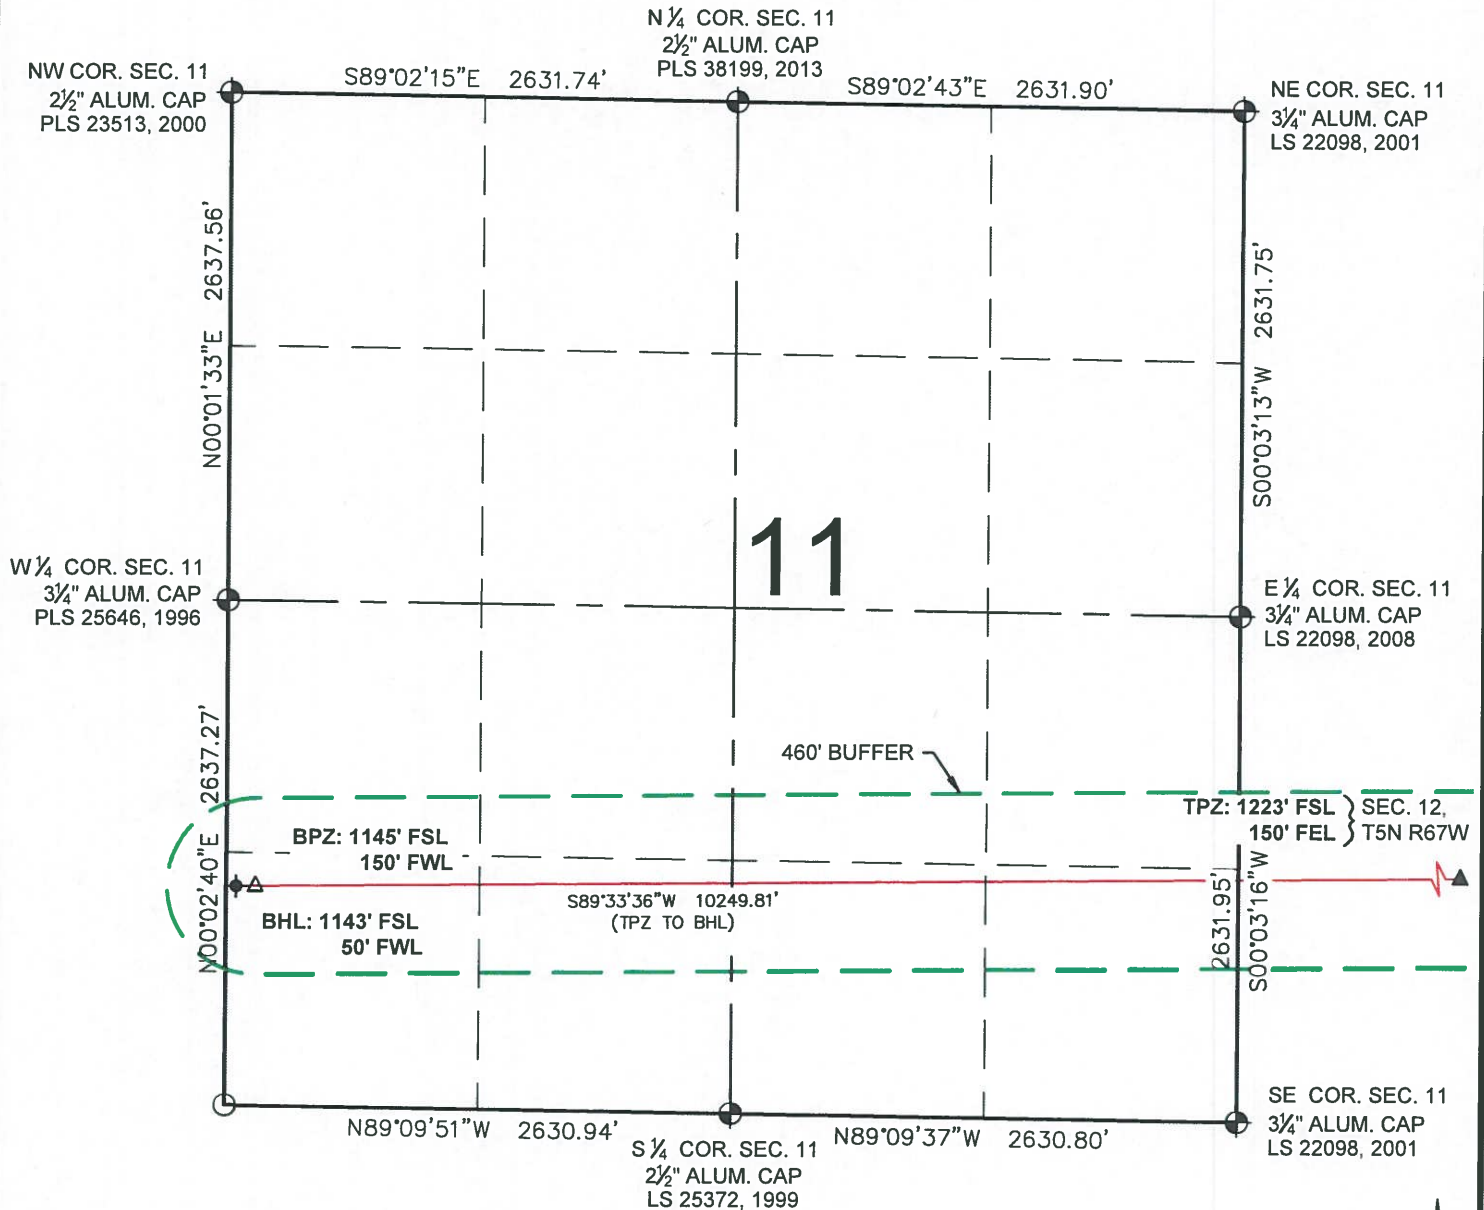 N ¼ COR. SEC. 11
2½" ALUM. CAP
PLS 38199, 2013
NW COR. SEC. 11
2½" ALUM. CAP
PLS 23513, 2000
S89°02'15"E 2631.74'
S89°02'43"E 2631.90'
NE COR. SEC. 11
3¼" ALUM. CAP
LS 22098, 2001
N00°01'33"E 2637.56'
S00°03'13"W 2631.75'
11
W ¼ COR. SEC. 11
3¼" ALUM. CAP
PLS 25646, 1996
E ¼ COR. SEC. 11
3¼" ALUM. CAP
LS 22098, 2008
N00°02'40"E 2637.27'
460' BUFFER
TPZ: 1223' FSL
150' FEL
SEC. 12,
T5N R67W
BPZ: 1145' FSL
150' FWL
S89°33'36"W 10249.81'
(TPZ TO BHL)
BHL: 1143' FSL
50' FWL
2631.95'
S00°03'16"W
N89°09'51"W 2630.94'
S ¼ COR. SEC. 11
2½" ALUM. CAP
LS 25372, 1999
N89°09'37"W 2630.80'
SE COR. SEC. 11
3¼" ALUM. CAP
LS 22098, 2001